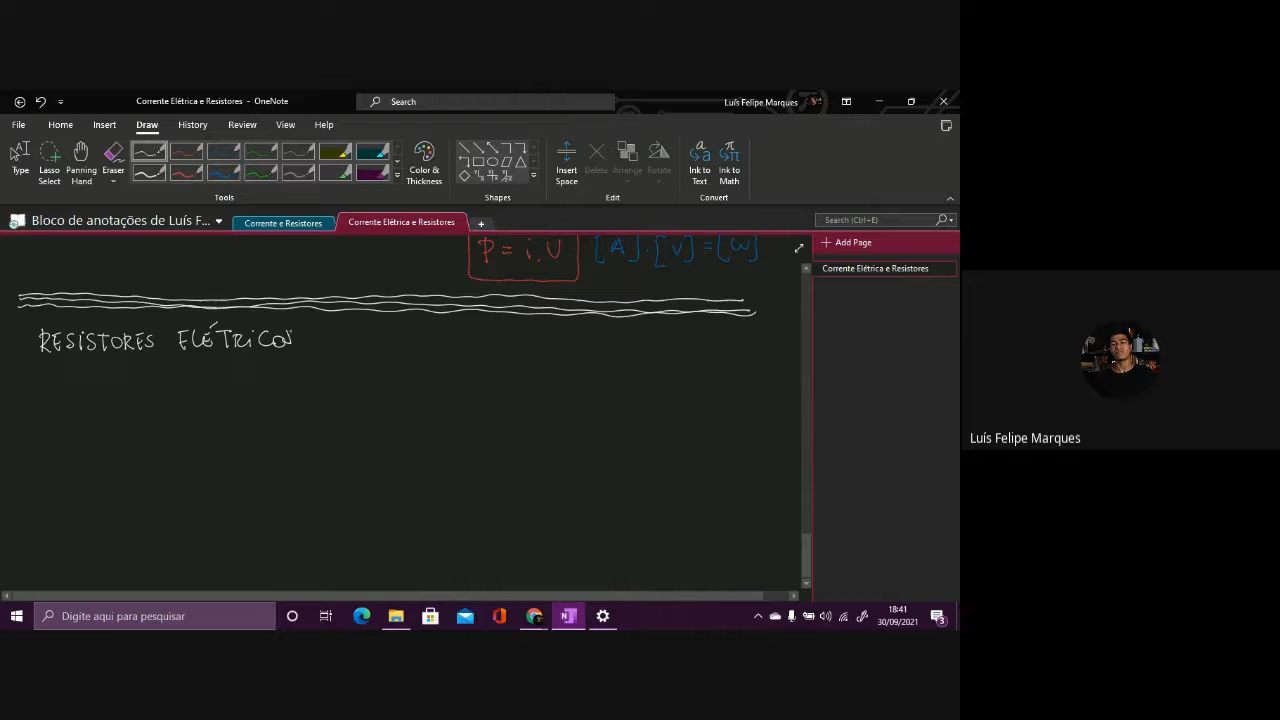 Corrente Elétrica e Resistores - OneNote
Search
Luís Felipe Marques
File Home Insert Draw History Review View Help
Type
Lasso Select
Panning Hand
Eraser
Color & Thickness
Insert Space
Delete
Arrange
Rotate
Ink to Text
Ink to Math
Tools
Shapes
Edit
Convert
Bloco de anotações de Luís F...
Corrente e Resistores
Corrente Elétrica e Resistores
Search (Ctrl+E)
P = i.U [A] . [V] = [W]
Add Page
Corrente Elétrica e Resistores
RESISTORES ELÉTRICOS
Luís Felipe Marques
Digite aqui para pesquisar
18:41
30/09/2021
3